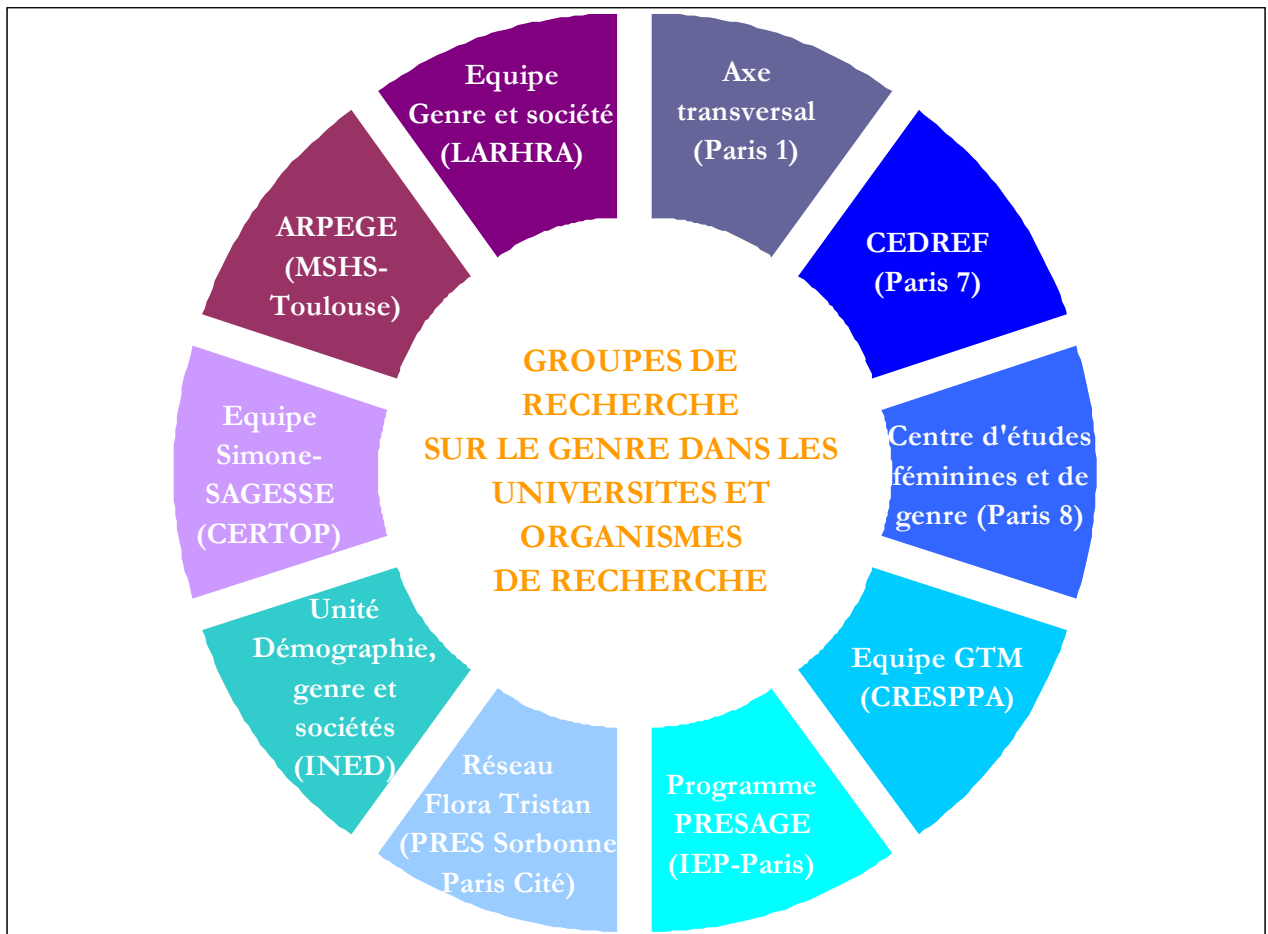 Equipe
Genre et société
(LARHRA)
Axe
transversal
(Paris 1)
CEDREF
(Paris 7)
Centre d'études
féminines et de
genre (Paris 8)
Equipe GTM
(CRESPPA)
Programme
PRESAGE
(IEP-Paris)
Réseau
Flora Tristan
(PRES Sorbonne
Paris Cité)
Unité
Démographie,
genre et
sociétés
(INED)
Equipe
Simone-
SAGESSE
(CERTOP)
ARPEGE
(MSHS-
Toulouse)
GROUPES DE
RECHERCHE
SUR LE GENRE DANS LES
UNIVERSITES ET
ORGANISMES
DE RECHERCHE